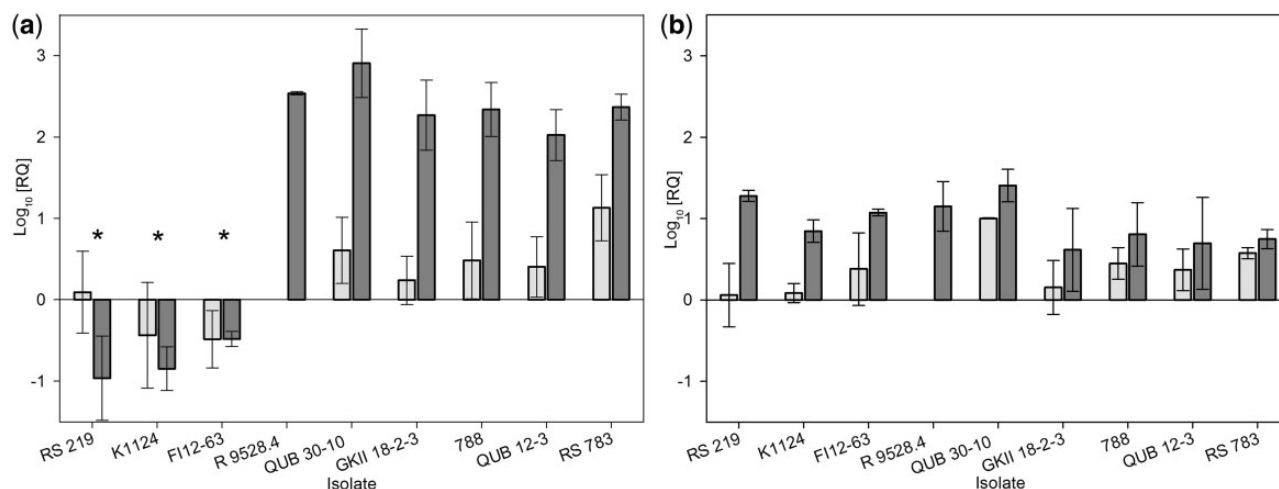 (a)
Log10 [RQ]
3
2
1
0
-1
* * *
RS 219
K1124
FI12-63
R 9528.4
QUB 30-10
GKII 18-2-3
788
QUB 12-3
RS 783
Isolate
(b)
Log10 [RQ]
3
2
1
0
-1
RS 219
K1124
FI12-63
R 9528.4
QUB 30-10
GKII 18-2-3
788
QUB 12-3
RS 783
Isolate